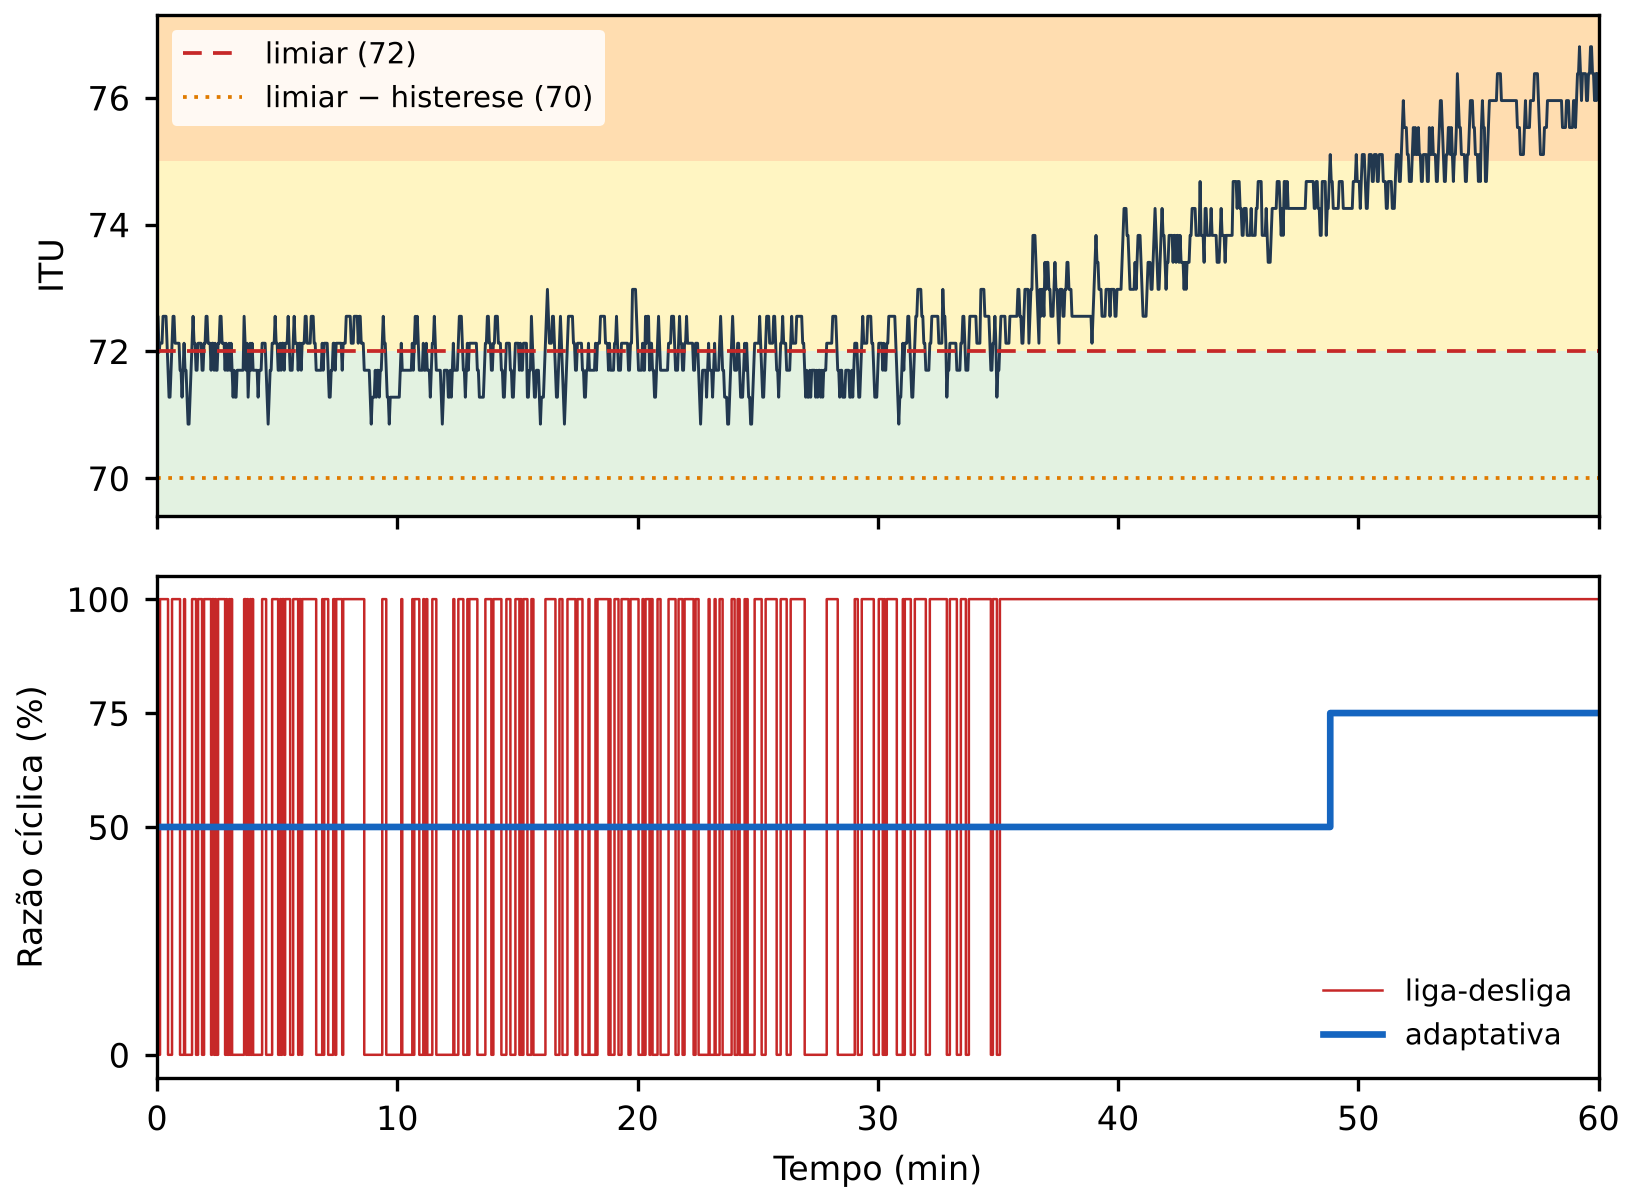 limiar (72)
limiar − histerese (70)
76
74
72
70
ITU
100
75
50
0
Razão cíclica (%)
liga-desliga
adaptativa
0 10 20 30 40 50 60
Tempo (min)